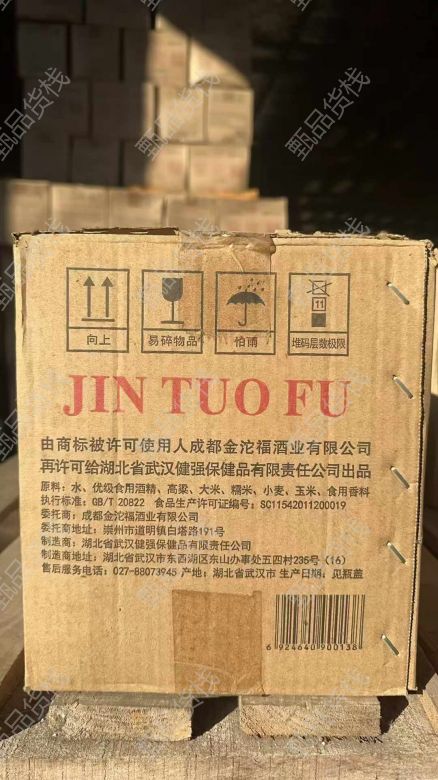 向上 易碎物品 怕雨 11 堆码层数极限
JIN TUO FU
由商标被许可使用人成都金沱福酒业有限公司
再许可给湖北省武汉健强保健品有限责任公司出品
原料：水、优级食用酒精、高粱、大米、糯米、小麦、玉米、食用香料
执行标准：GB/T 20822 食品生产许可证编号：SC11542011200019
委托商：成都金沱福酒业有限公司
委托商地址：崇州市道明镇白塔路191号
制造商：湖北省武汉健强保健品有限责任公司
制造商地址：武汉市东西湖区东山办事处五四村235号（16）
售后服务电话：027-88073945 产地：湖北省武汉市 生产日期：见瓶盖
6 924640 900138
甄品货栈